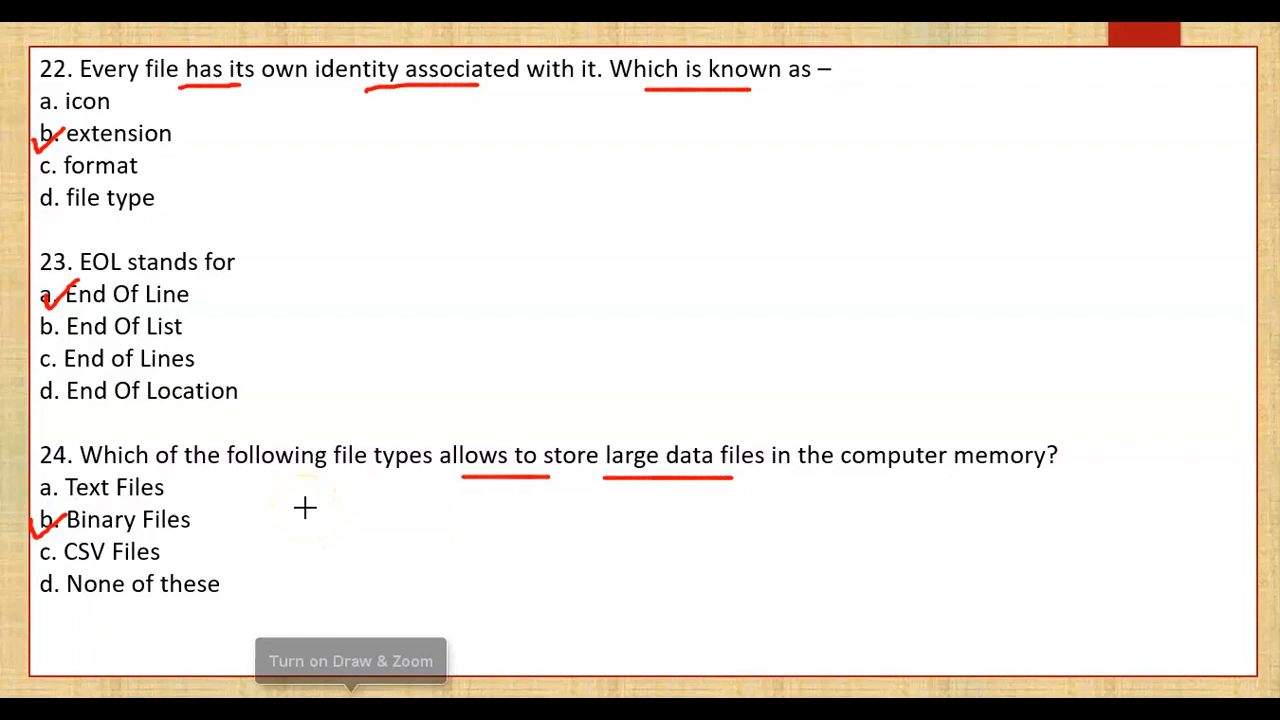 22. Every file has its own identity associated with it. Which is known as –
a. icon
b. extension
c. format
d. file type
23. EOL stands for
a. End Of Line
b. End Of List
c. End of Lines
d. End Of Location
24. Which of the following file types allows to store large data files in the computer memory?
a. Text Files
b. Binary Files
c. CSV Files
d. None of these
Turn on Draw & Zoom